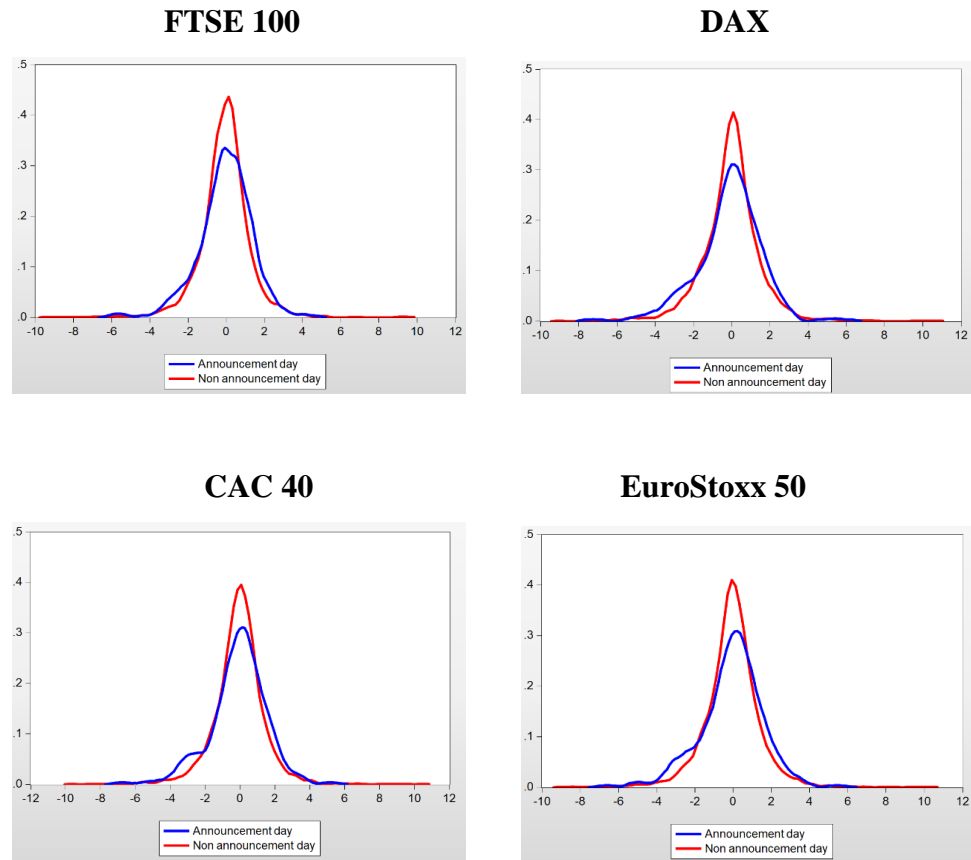 FTSE 100
.5
.4
.3
.2
.1
.0
-10 -8 -6 -4 -2 0 2 4 6 8 10 12
Announcement day
Non announcement day
DAX
.5
.4
.3
.2
.1
.0
-10 -8 -6 -4 -2 0 2 4 6 8 10 12
Announcement day
Non announcement day
CAC 40
.5
.4
.3
.2
.1
.0
-12 -10 -8 -6 -4 -2 0 2 4 6 8 10 12
Announcement day
Non announcement day
EuroStoxx 50
.5
.4
.3
.2
.1
.0
-10 -8 -6 -4 -2 0 2 4 6 8 10 12
Announcement day
Non announcement day